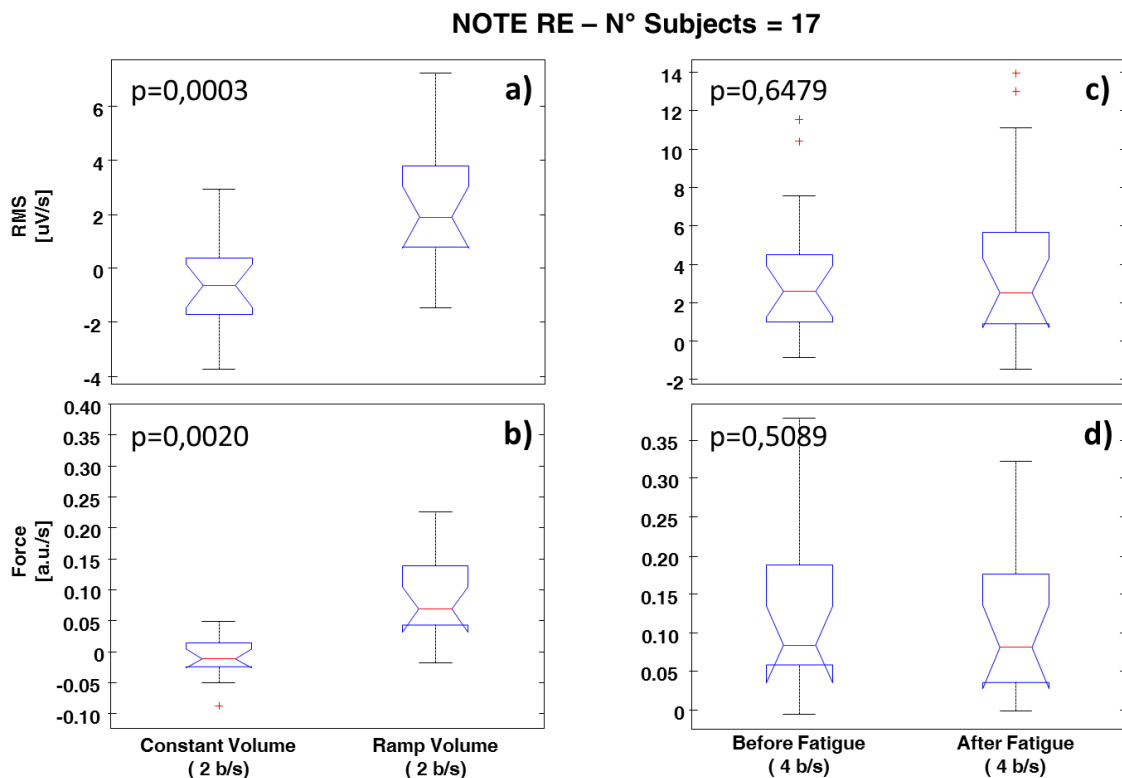 NOTE RE – N° Subjects = 17
p=0,0003
a)
6
4
2
0
-2
-4
RMS
[uV/s]
p=0,6479
c)
14
12
10
8
6
4
2
0
-2
p=0,0020
b)
0.40
0.35
0.30
0.25
0.20
0.15
0.10
0.05
0
-0.05
-0.10
Force
[a.u./s]
p=0,5089
d)
0.35
0.30
0.25
0.20
0.15
0.10
0.05
0
Constant Volume
( 2 b/s)
Ramp Volume
( 2 b/s)
Before Fatigue
( 4 b/s)
After Fatigue
( 4 b/s)